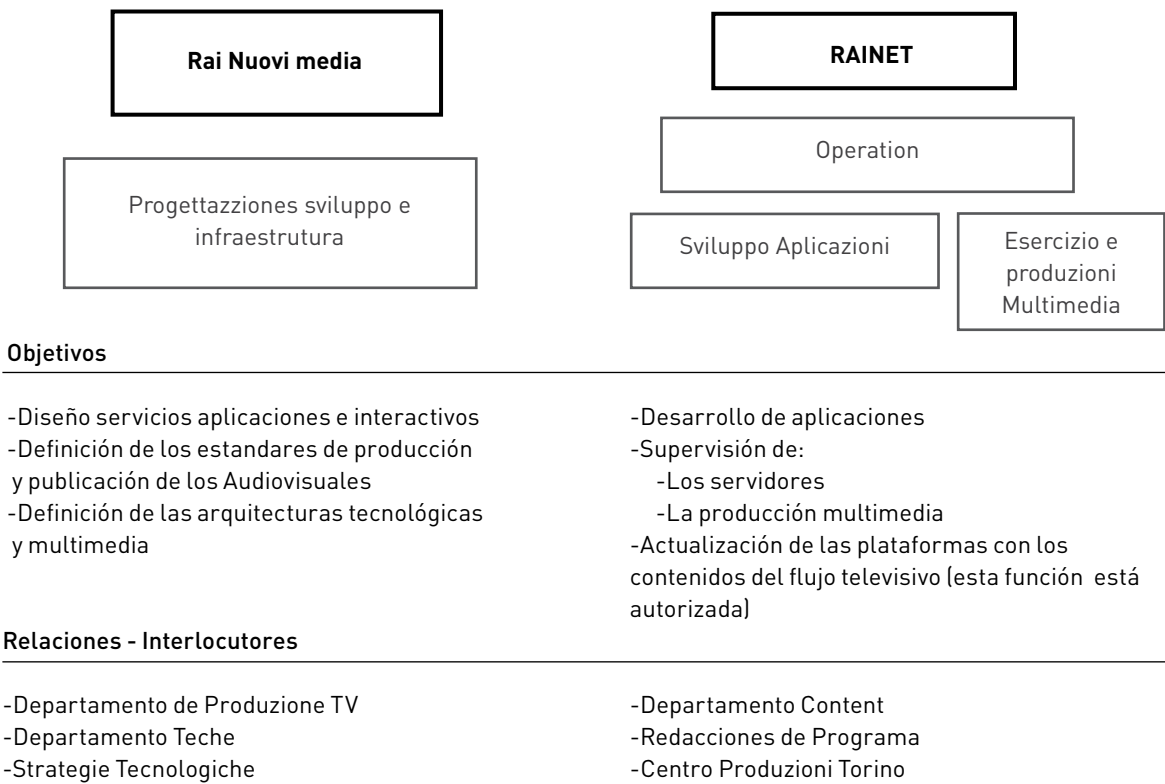 Rai Nuovi media
RAINET
Operation
Progettazziones sviluppo e
infraestrutura
Sviluppo Aplicazioni
Esercizio e
produzioni
Multimedia
Objetivos
-Diseño servicios aplicaciones e interactivos
-Definición de los estandares de producción
y publicación de los Audiovisuales
-Definición de las arquitecturas tecnológicas
y multimedia
-Desarrollo de aplicaciones
-Supervisión de:
-Los servidores
-La producción multimedia
-Actualización de las plataformas con los
contenidos del flujo televisivo (esta función está
autorizada)
Relaciones - Interlocutores
-Departamento de Produzione TV
-Departamento Teche
-Strategie Tecnologiche
-Departamento Content
-Redacciones de Programa
-Centro Produzioni Torino